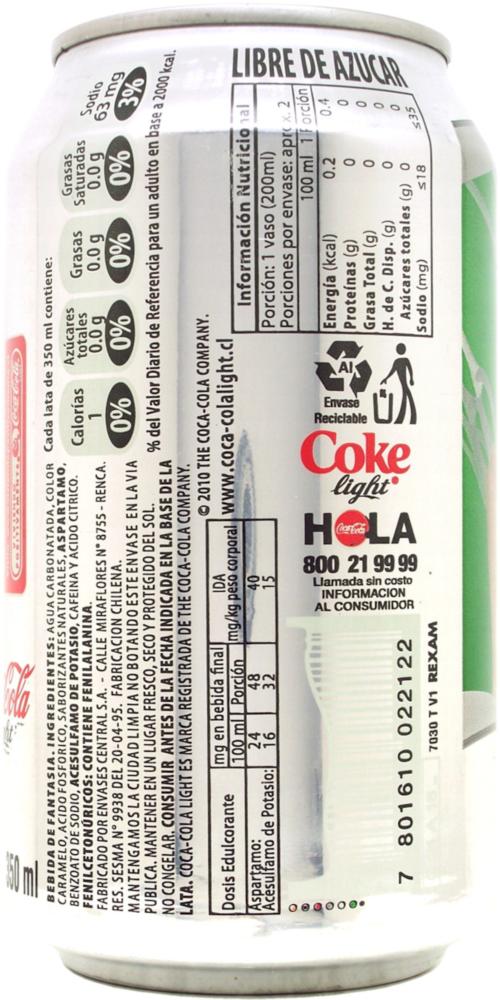 BEBIDA DE FANTASIA. INGREDIENTES: AGUA CARBONATADA, COLOR
CARAMELO, ACIDO FOSFORICO, SABORIZANTES NATURALES, ASPARTAMO,
BENZOATO DE SODIO, ACESULFAMO DE POTASIO, CAFEINA Y ACIDO CITRICO.
FENILCETONÚRICOS: CONTIENE FENILALANINA.
FABRICADO POR ENVASES CENTRAL S.A. - CALLE MIRAFLORES Nº 8755 - RENCA.
RES. SESMA Nº 9938 DEL 20-04-95. FABRICACION CHILENA.
MANTENGAMOS LA CIUDAD LIMPIA NO BOTANDO ESTE ENVASE EN LA VIA
PUBLICA. MANTENER EN UN LUGAR FRESCO, SECO Y PROTEGIDO DEL SOL.
NO CONGELAR. CONSUMIR ANTES DE LA FECHA INDICADA EN LA BASE DE LA
LATA. COCA-COLA LIGHT ES MARCA REGISTRADA DE THE COCA-COLA COMPANY.
© 2010 THE COCA-COLA COMPANY.
Cada lata de 350 ml contiene:
Calorías 1 0%
Azúcares totales 0.0 g 0%
Grasas 0.0 g 0%
Grasas Saturadas 0.0 g 0%
Sodio 63 mg 3%
% del Valor Diario de Referencia para un adulto en base a 2000 kcal.
Dosis Edulcorante mg en bebida final IDA
100 ml Porción mg/kg peso corporal
Aspartamo: 24 48 40
Acesulfamo de Potasio: 16 32 15
www.coca-colalight.cl
LIBRE DE AZUCAR
Información Nutricional
Porción: 1 vaso (200ml)
Porciones por envase: aprox. 2
100 ml 1 Porción
Energía (kcal) 0.2 0.4
Proteínas (g) 0 0
Grasa Total (g) 0 0
H. de C. Disp. (g) 0 0
Azúcares totales (g) 0 0
Sodio (mg) ≤18 ≤35
Al
Envase
Reciclable
Coke
light
HOLA
Coca-Cola
800 21 99 99
Llamada sin costo
INFORMACION
AL CONSUMIDOR
7 801610 022122
7030 T V1 REXAM
350 ml